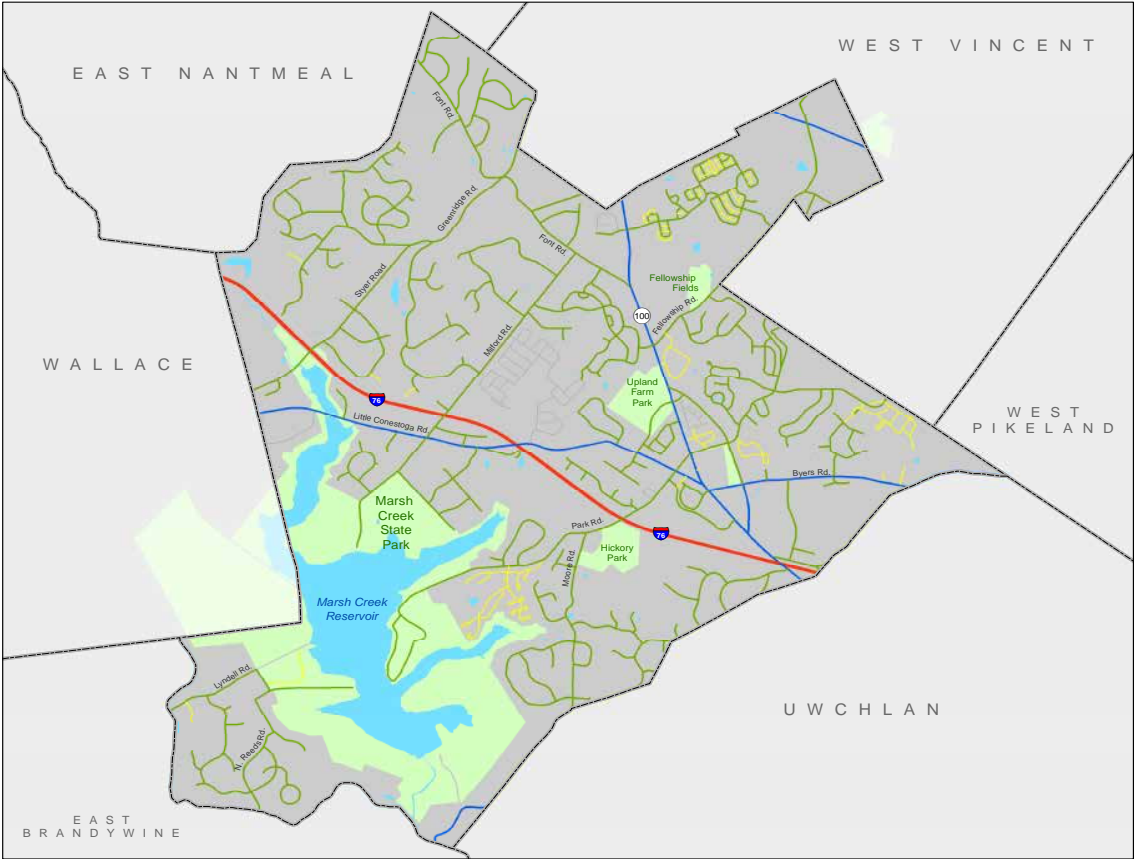 WEST VINCENT
EAST NANTMEAL
Font Rd.
Greenridge Rd.
Font Rd.
Styer Road
Fellowship
Fields
100
Fellowship Rd.
Milford Rd.
WALLACE
Upland
Farm
Park
76
Little Conestoga Rd.
WEST
PIKELAND
Byers Rd.
Marsh
Creek
State
Park
Park Rd.
76
Hickory
Park
Moore Rd.
Marsh Creek
Reservoir
Lyndell Rd.
UWCHLAN
N. Reeds Rd.
EAST
BRANDYWINE